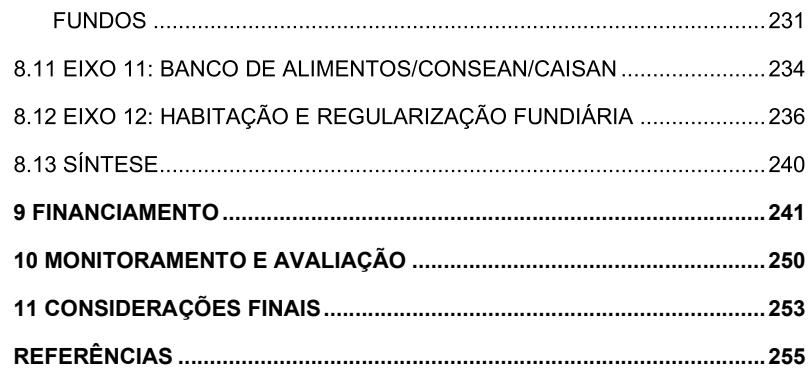 FUNDOS ........................................................................................231
8.11 EIXO 11: BANCO DE ALIMENTOS/CONSEAN/CAISAN .........................234
8.12 EIXO 12: HABITAÇÃO E REGULARIZAÇÃO FUNDIÁRIA ...................236
8.13 SÍNTESE.........................................................................................240
9 FINANCIAMENTO................................................................................241
10 MONITORAMENTO E AVALIAÇÃO ...................................................250
11 CONSIDERAÇÕES FINAIS.................................................................253
REFERÊNCIAS ......................................................................................255